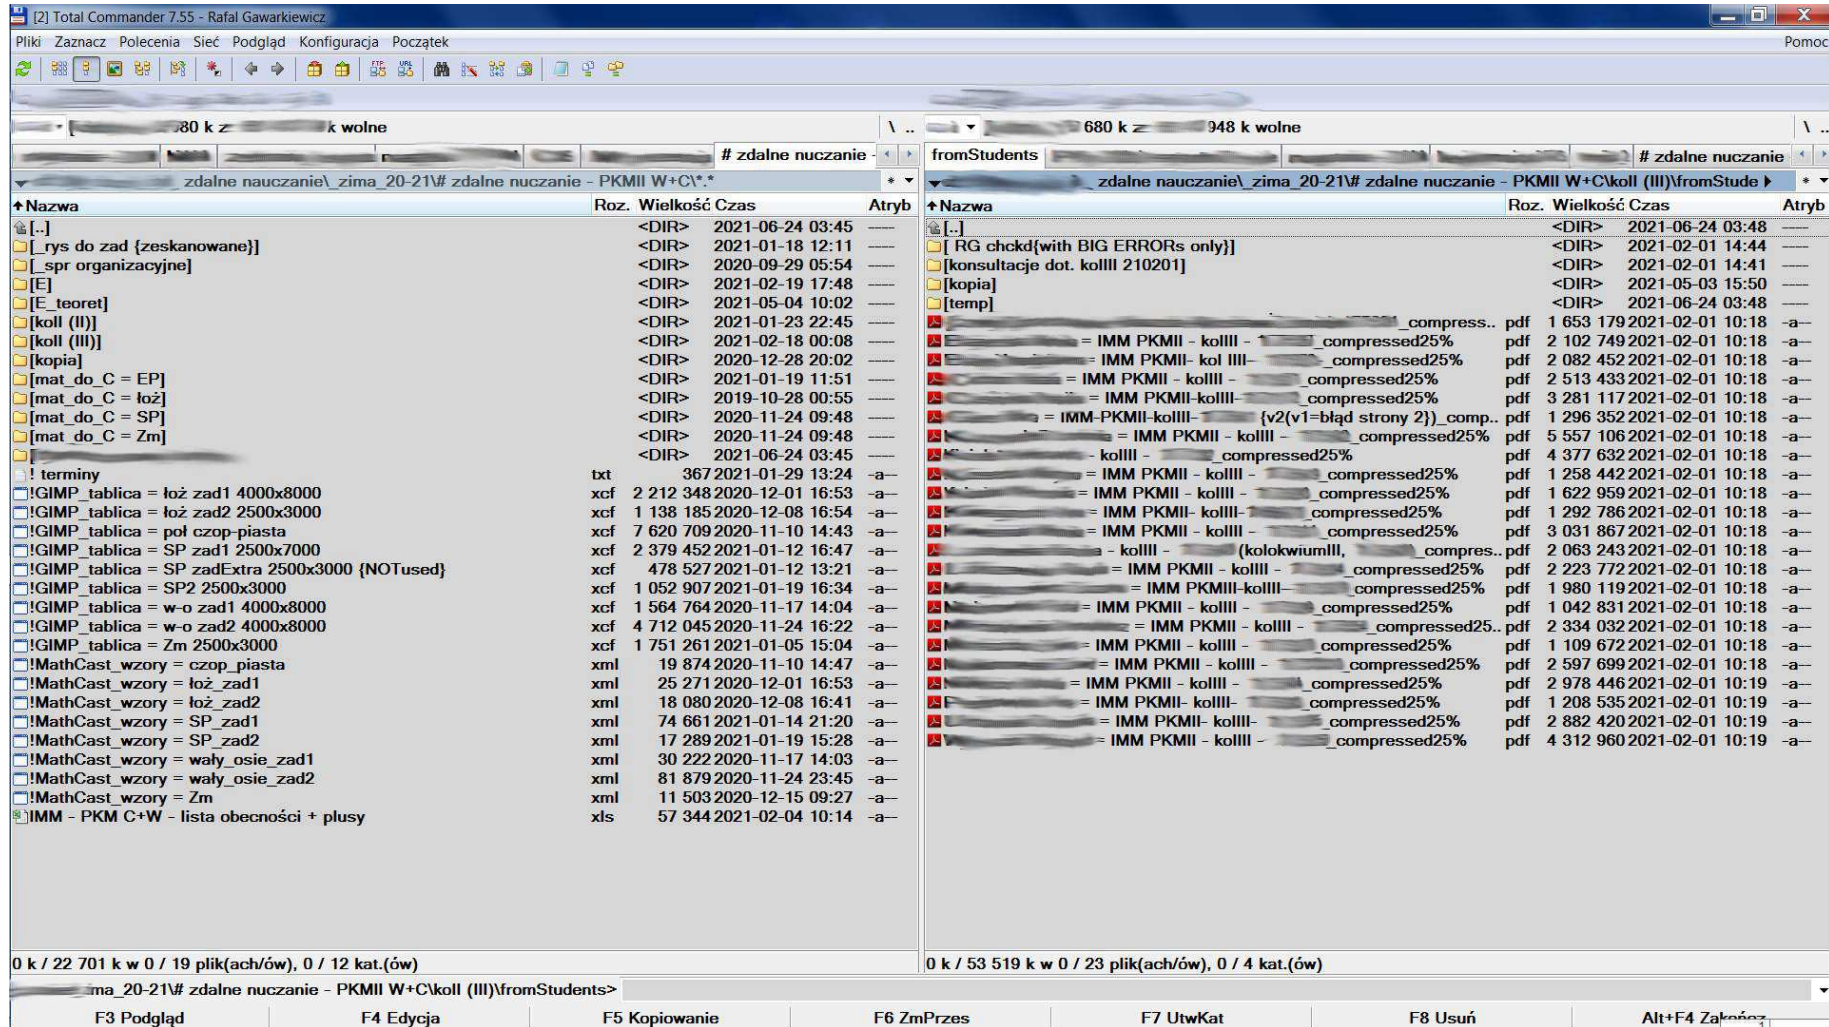 [2] Total Commander 7.55 - Rafal Gawarkiewicz
Pliki Zaznacz Polecenia Sieć Podgląd Konfiguracja Początek Pomoc
FTP URL
80 k z k wolne \ ..
680 k z 948 k wolne \ ..
# zdalne nuczanie -
fromStudents # zdalne nuczanie
zdalne nauczanie\_zima_20-21\# zdalne nuczanie - PKMII W+C\*.* *
zdalne nauczanie\_zima_20-21\# zdalne nuczanie - PKMII W+C\koll (III)\fromStude *
Nazwa Roz. Wielkość Czas Atryb
[..] <DIR> 2021-06-24 03:45 ----
[_rys do zad {zeskanowane}] <DIR> 2021-01-18 12:11 ----
[_spr organizacyjne] <DIR> 2020-09-29 05:54 ----
[E] <DIR> 2021-02-19 17:48 ----
[E_teoret] <DIR> 2021-05-04 10:02 ----
[koll (II)] <DIR> 2021-01-23 22:45 ----
[koll (III)] <DIR> 2021-02-18 00:08 ----
[kopia] <DIR> 2020-12-28 20:02 ----
[mat_do_C = EP] <DIR> 2021-01-19 11:51 ----
[mat_do_C = łoż] <DIR> 2019-10-28 00:55 ----
[mat_do_C = SP] <DIR> 2020-11-24 09:48 ----
[mat_do_C = Zm] <DIR> 2020-11-24 09:48 ----
[ <DIR> 2021-06-24 03:45 ----
! terminy txt 367 2021-01-29 13:24 -a--
!GIMP_tablica = łoż zad1 4000x8000 xcf 2 212 348 2020-12-01 16:53 -a--
!GIMP_tablica = łoż zad2 2500x3000 xcf 1 138 185 2020-12-08 16:54 -a--
!GIMP_tablica = poł czop-piasta xcf 7 620 709 2020-11-10 14:43 -a--
!GIMP_tablica = SP zad1 2500x7000 xcf 2 379 452 2021-01-12 16:47 -a--
!GIMP_tablica = SP zadExtra 2500x3000 {NOTused} xcf 478 527 2021-01-12 13:21 -a--
!GIMP_tablica = SP2 2500x3000 xcf 1 052 907 2021-01-19 16:34 -a--
!GIMP_tablica = w-o zad1 4000x8000 xcf 1 564 764 2020-11-17 14:04 -a--
!GIMP_tablica = w-o zad2 4000x8000 xcf 4 712 045 2020-11-24 16:22 -a--
!GIMP_tablica = Zm 2500x3000 xcf 1 751 261 2021-01-05 15:04 -a--
!MathCast_wzory = czop_piasta xml 19 874 2020-11-10 14:47 -a--
!MathCast_wzory = łoż_zad1 xml 25 271 2020-12-01 16:53 -a--
!MathCast_wzory = łoż_zad2 xml 18 080 2020-12-08 16:41 -a--
!MathCast_wzory = SP_zad1 xml 74 661 2021-01-14 21:20 -a--
!MathCast_wzory = SP_zad2 xml 17 289 2021-01-19 15:28 -a--
!MathCast_wzory = wały_osie_zad1 xml 30 222 2020-11-17 14:03 -a--
!MathCast_wzory = wały_osie_zad2 xml 81 879 2020-11-24 23:45 -a--
!MathCast_wzory = Zm xml 11 503 2020-12-15 09:27 -a--
IMM - PKM C+W - lista obecności + plusy xls 57 344 2021-02-04 10:14 -a--
0 k / 22 701 k w 0 / 19 plik(ach/ów), 0 / 12 kat.(ów)
Nazwa Roz. Wielkość Czas Atryb
[..] <DIR> 2021-06-24 03:48 ----
[ RG chckd{with BIG ERRORs only}] <DIR> 2021-02-01 14:44 ----
[konsultacje dot. kollII 210201] <DIR> 2021-02-01 14:41 ----
[kopia] <DIR> 2021-05-03 15:50 ----
[temp] <DIR> 2021-06-24 03:48 ----
_compress.. pdf 1 653 179 2021-02-01 10:18 -a--
= IMM PKMII - kollII - _compressed25% pdf 2 102 749 2021-02-01 10:18 -a--
= IMM PKMII- kol IIII- _compressed25% pdf 2 082 452 2021-02-01 10:18 -a--
= IMM PKMII - kollII - _compressed25% pdf 2 513 433 2021-02-01 10:18 -a--
= IMM PKMII-kollII- _compressed25% pdf 3 281 117 2021-02-01 10:18 -a--
= IMM-PKMII-kollII- {v2(v1=błąd strony 2})_comp.. pdf 1 296 352 2021-02-01 10:18 -a--
= IMM PKMII - kollII - _compressed25% pdf 5 557 106 2021-02-01 10:18 -a--
- kollII - _compressed25% pdf 4 377 632 2021-02-01 10:18 -a--
= IMM PKMII - kollII - _compressed25% pdf 1 258 442 2021-02-01 10:18 -a--
= IMM PKMII - kollII - _compressed25% pdf 1 622 959 2021-02-01 10:18 -a--
= IMM PKMII- kollII- _compressed25% pdf 1 292 786 2021-02-01 10:18 -a--
= IMM PKMII - kollII - _compressed25% pdf 3 031 867 2021-02-01 10:18 -a--
- kollII - (kolokwiumIII, _compres.. pdf 2 063 243 2021-02-01 10:18 -a--
= IMM PKMII - kollII - _compressed25% pdf 2 223 772 2021-02-01 10:18 -a--
= IMM PKMIII-kollII- _compressed25% pdf 1 980 119 2021-02-01 10:18 -a--
= IMM PKMII - kollII - _compressed25% pdf 1 042 831 2021-02-01 10:18 -a--
= IMM PKMII - kollII - _compressed25.. pdf 2 334 032 2021-02-01 10:18 -a--
= IMM PKMII - kollII - _compressed25% pdf 1 109 672 2021-02-01 10:18 -a--
= IMM PKMII - kollII - _compressed25% pdf 2 597 699 2021-02-01 10:18 -a--
= IMM PKMII - kollII - _compressed25% pdf 2 978 446 2021-02-01 10:19 -a--
= IMM PKMII- kollII- _compressed25% pdf 1 208 535 2021-02-01 10:19 -a--
= IMM PKMII- kollII- _compressed25% pdf 2 882 420 2021-02-01 10:19 -a--
= IMM PKMII - kollII - _compressed25% pdf 4 312 960 2021-02-01 10:19 -a--
0 k / 53 519 k w 0 / 23 plik(ach/ów), 0 / 4 kat.(ów)
ima_20-21\# zdalne nuczanie - PKMII W+C\koll (III)\fromStudents>
F3 Podgląd F4 Edycja F5 Kopiowanie F6 ZmPrzes F7 UtwKat F8 Usuń Alt+F4 Zakończ
1